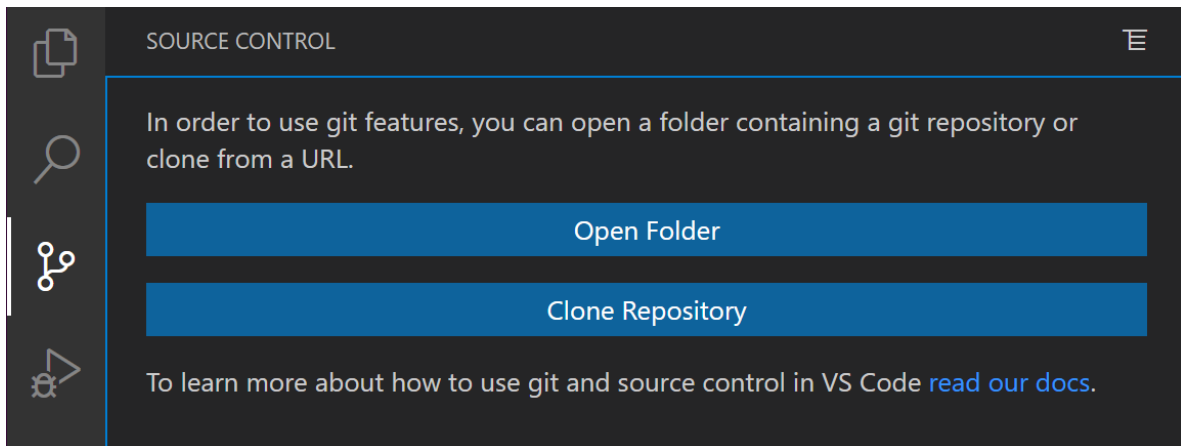 SOURCE CONTROL
In order to use git features, you can open a folder containing a git repository or
clone from a URL.
Open Folder
Clone Repository
To learn more about how to use git and source control in VS Code read our docs.